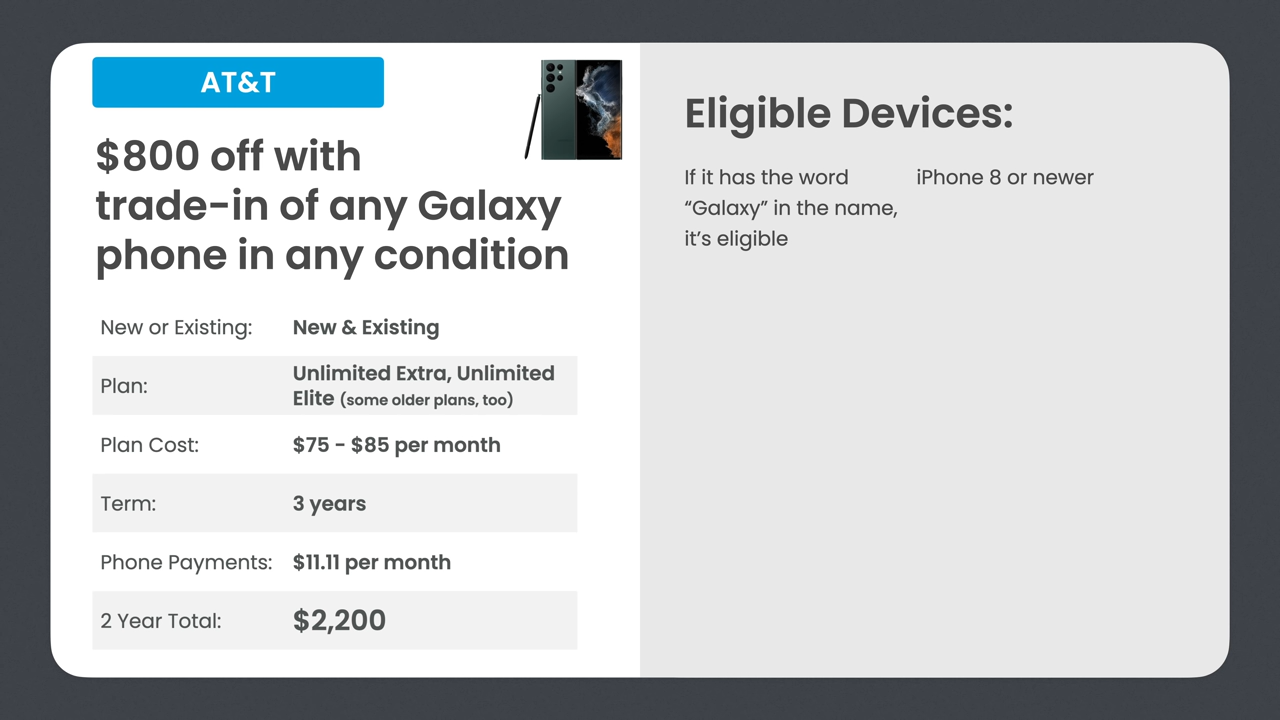 AT&T
$800 off with
trade-in of any Galaxy
phone in any condition
New or Existing: New & Existing
Plan: Unlimited Extra, Unlimited
Elite (some older plans, too)
Plan Cost: $75 - $85 per month
Term: 3 years
Phone Payments: $11.11 per month
2 Year Total: $2,200
Eligible Devices:
If it has the word
“Galaxy” in the name,
it’s eligible
iPhone 8 or newer